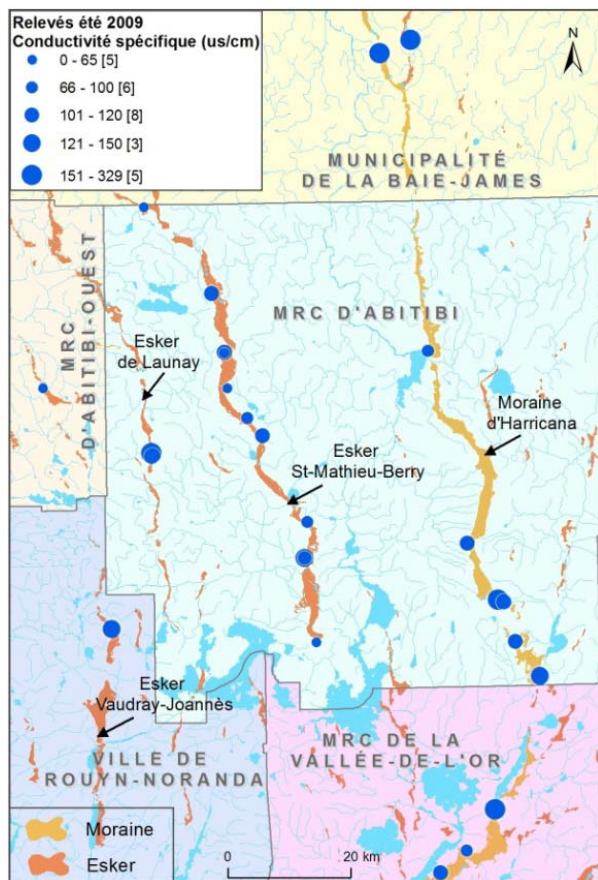 Relevés été 2009
Conductivité spécifique (us/cm)
0 - 65 [5]
66 - 100 [6]
101 - 120 [8]
121 - 150 [3]
151 - 329 [5]
N
MUNICIPALITÉ
DE LA BAIE-JAMES
MRC
D'ABITIBI-OUEST
MRC D'ABITIBI
Esker
de Launay
Moraine
d'Harricana
Esker
St-Mathieu-Berry
Esker
Vaudray-Joannès
VILLE DE
ROUYN-NORANDA
MRC DE LA
VALLÉE-DE-L'OR
Moraine
Esker
0 20 km